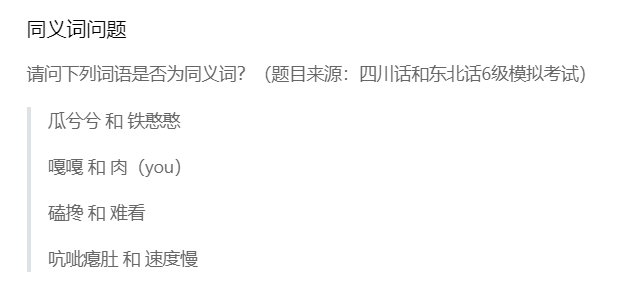 同义词问题
请问下列词语是否为同义词？（题目来源：四川话和东北话6级模拟考试）
瓜兮兮 和 铁憨憨
嘎嘎 和 肉（you）
磕搀 和 难看
吭呲瘪肚 和 速度慢